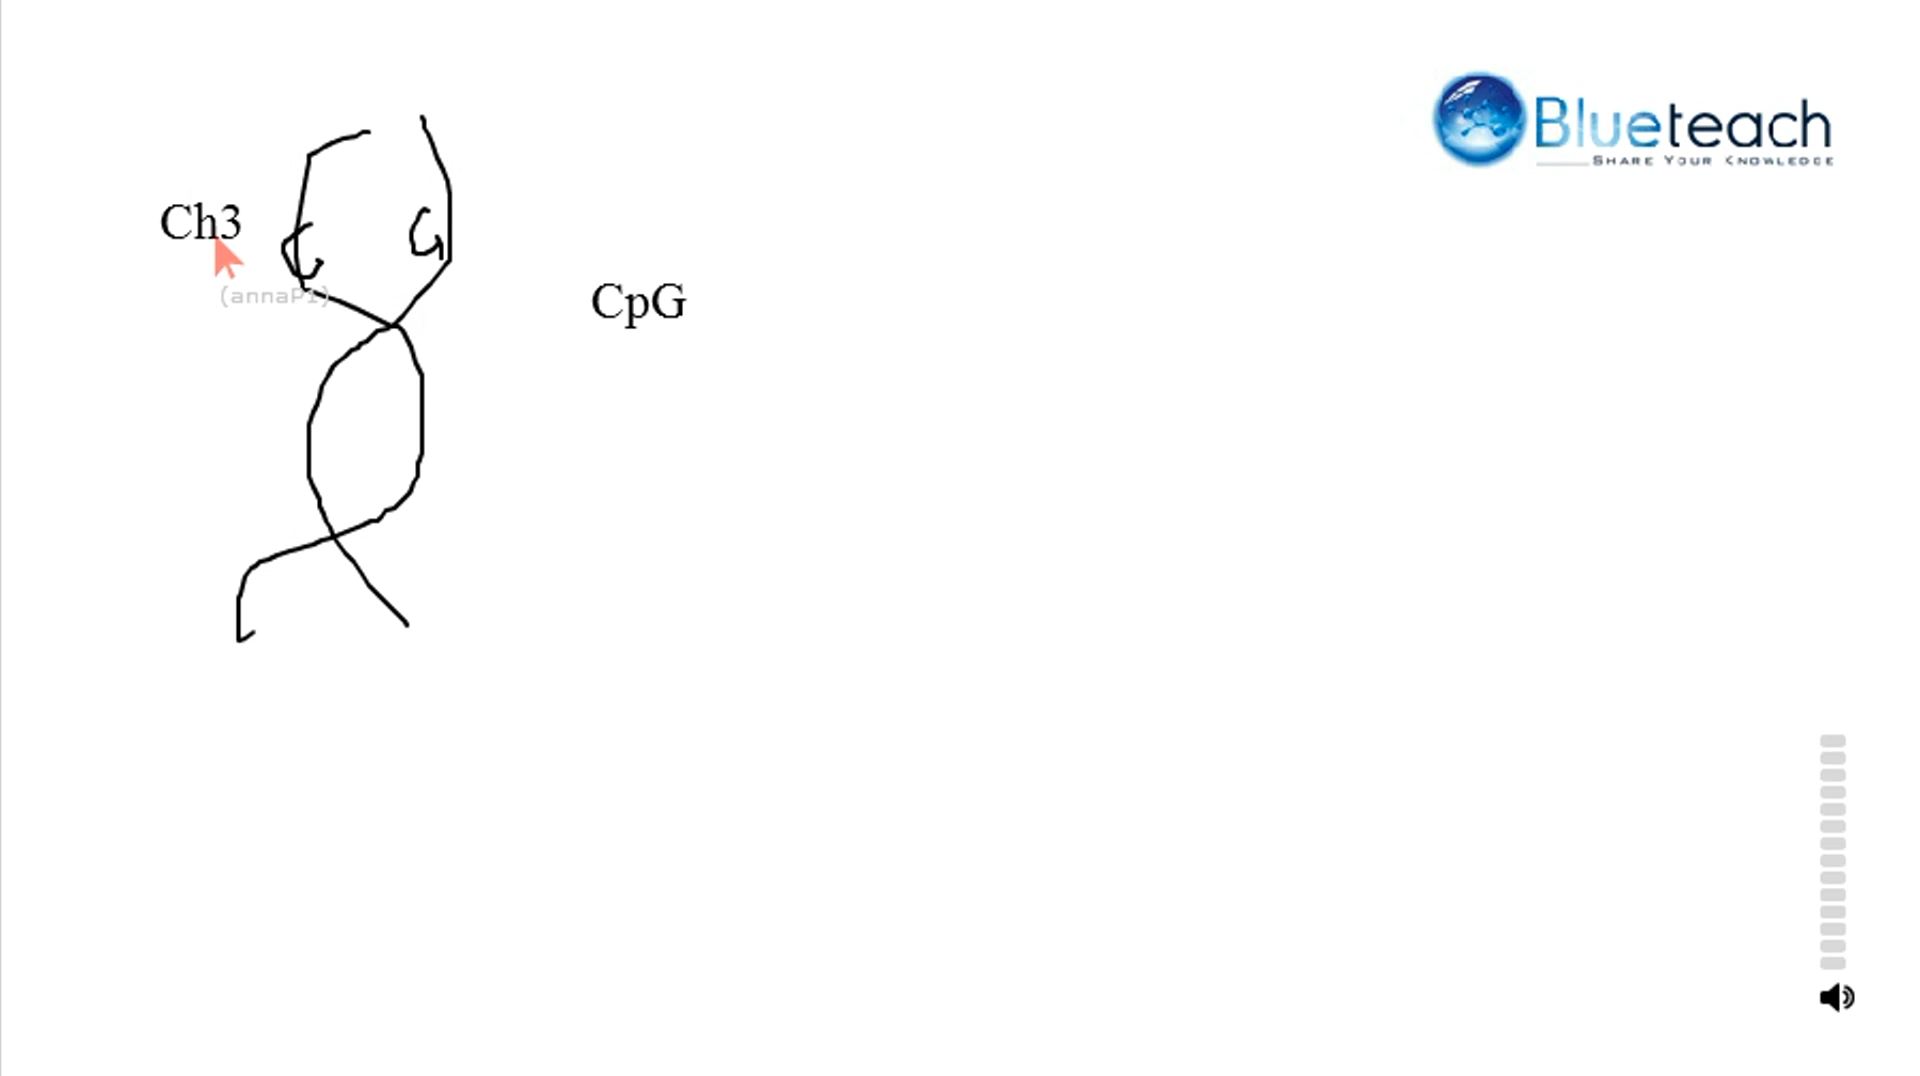 Blueteach
SHARE YOUR KNOWLEDGE
Ch3
C G
(annaP1)
CpG